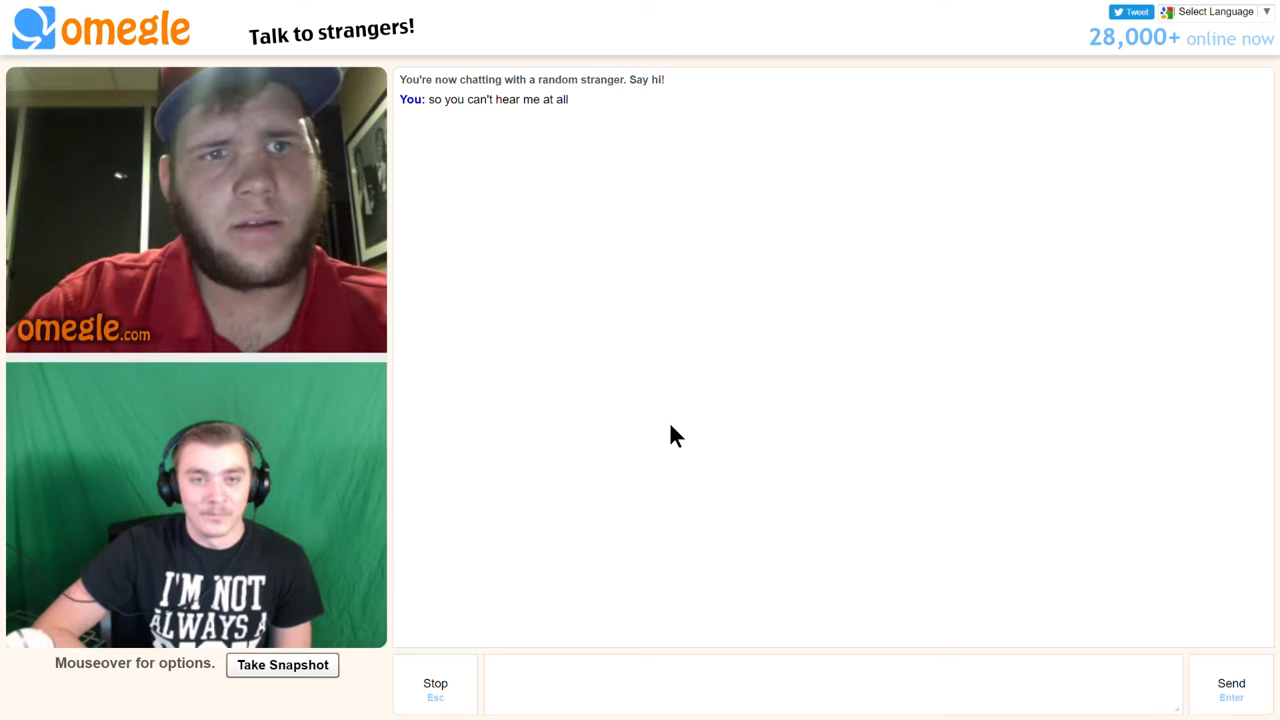 omegle
Talk to strangers!
Tweet
Select Language ▼
28,000+ online now
omegle.com
You're now chatting with a random stranger. Say hi!
You: so you can't hear me at all
I'M NOT
ALWAYS A
Mouseover for options.
Take Snapshot
Stop
Esc
Send
Enter